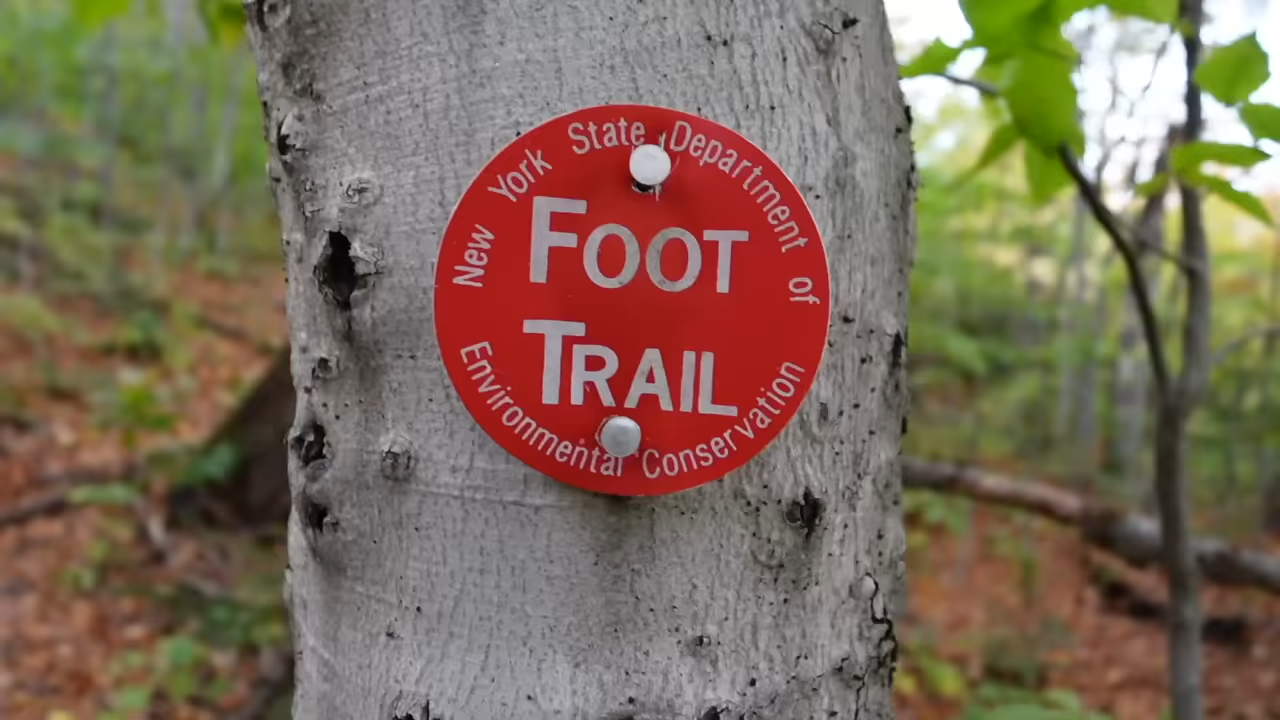 New York State Department of
FOOT
TRAIL
Environmental Conservation